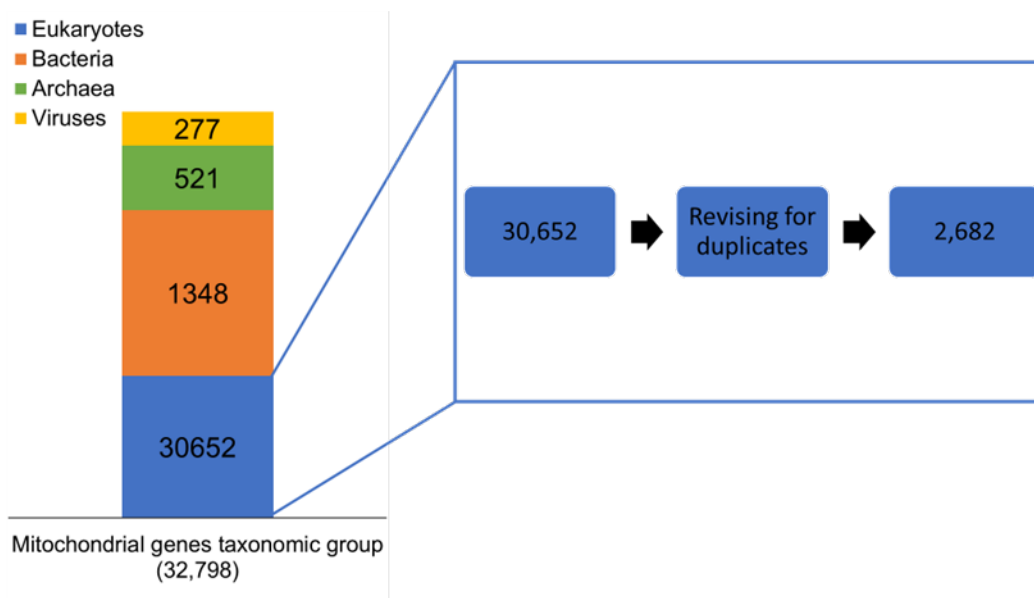 Eukaryotes
Bacteria
Archaea
Viruses
277
521
1348
30652
Mitochondrial genes taxonomic group
(32,798)
30,652
Revising for
duplicates
2,682